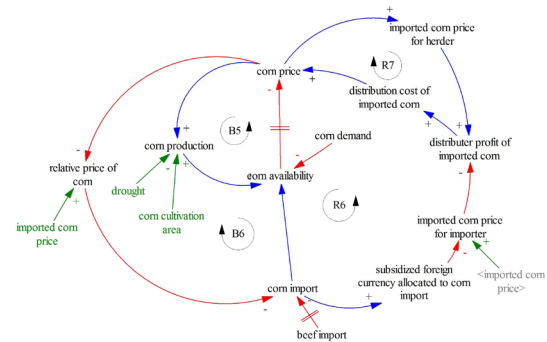 imported corn price
for herder
corn price
R7
distribution cost of
imported corn
B5
corn demand
corn production
distributer profit of
imported corn
relative price of
corn
corn availability
drought
corn cultivation
area
R6
imported corn
price
B6
imported corn price
for importer
subsidized foreign
currency allocated to corn
import
<imported corn
price>
corn import
beef import